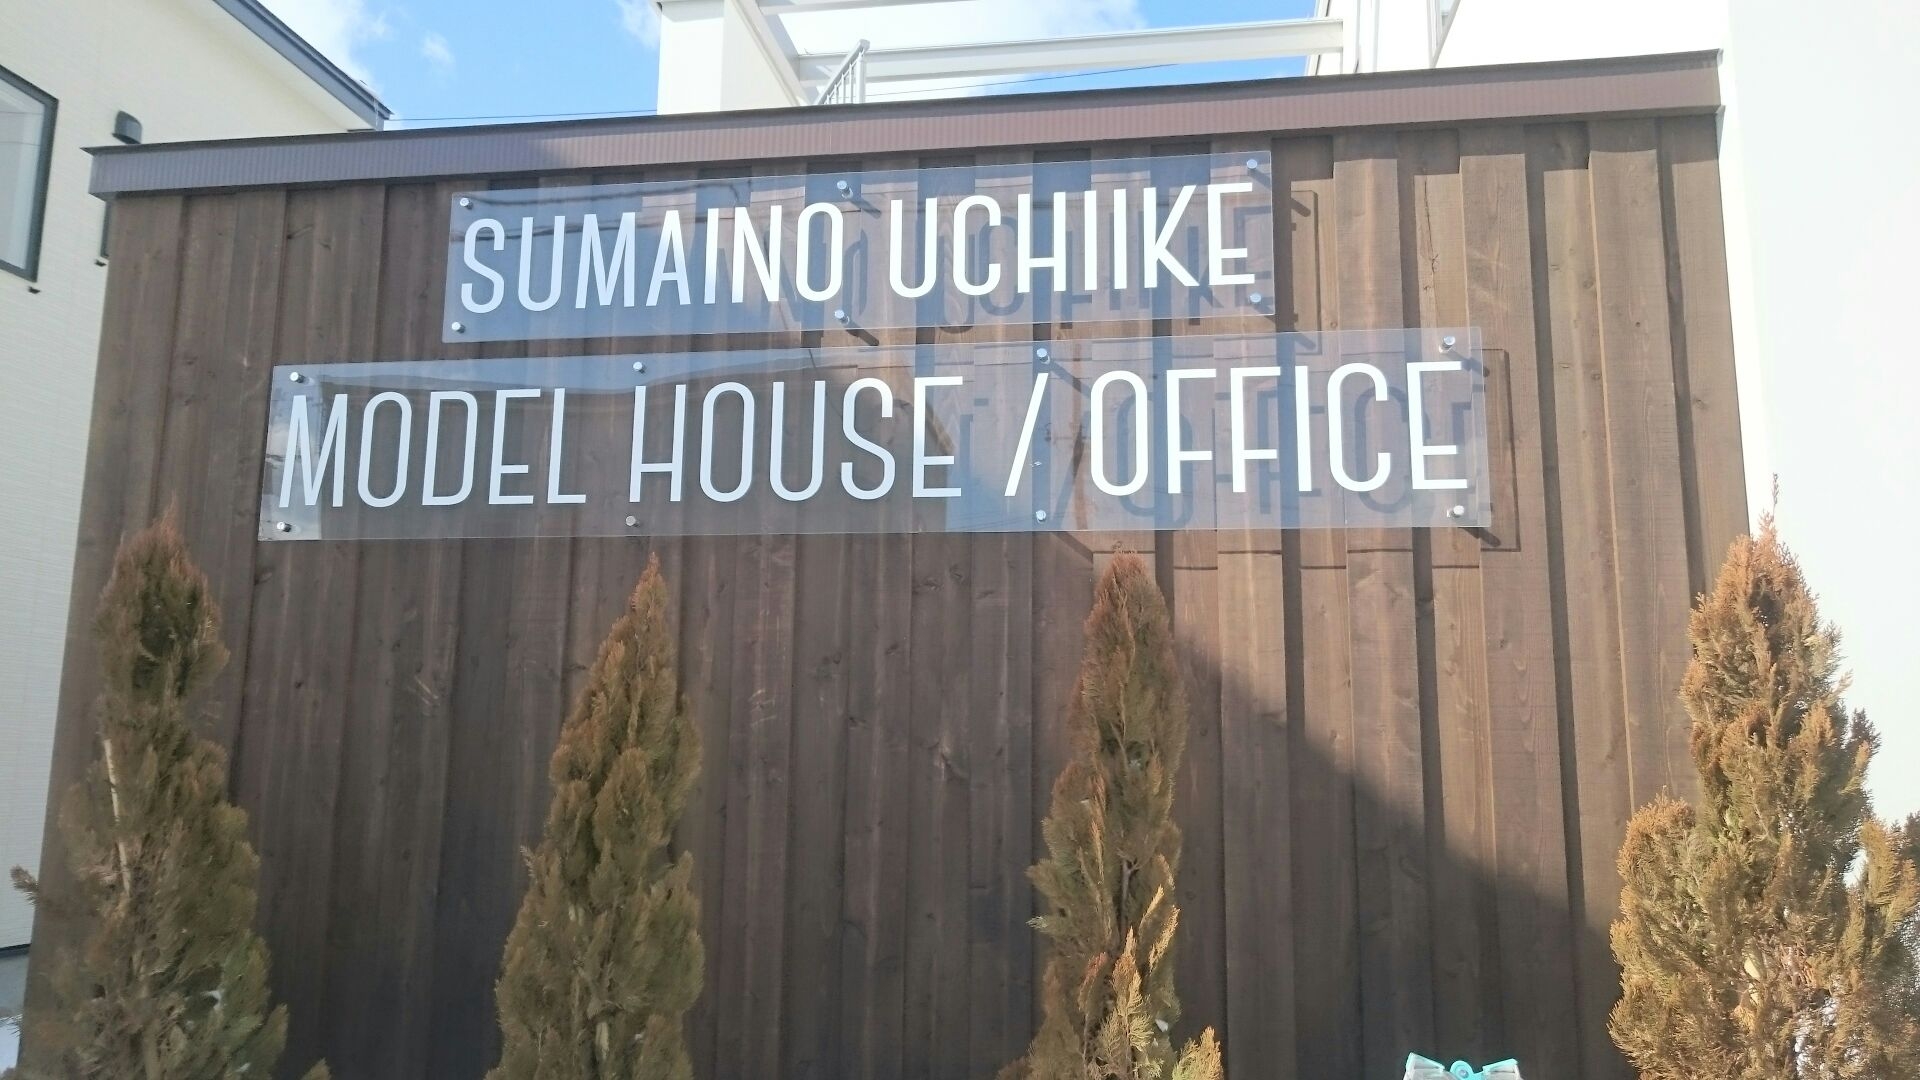 SUMAINO UCHIIKE
MODEL HOUSE / OFFICE